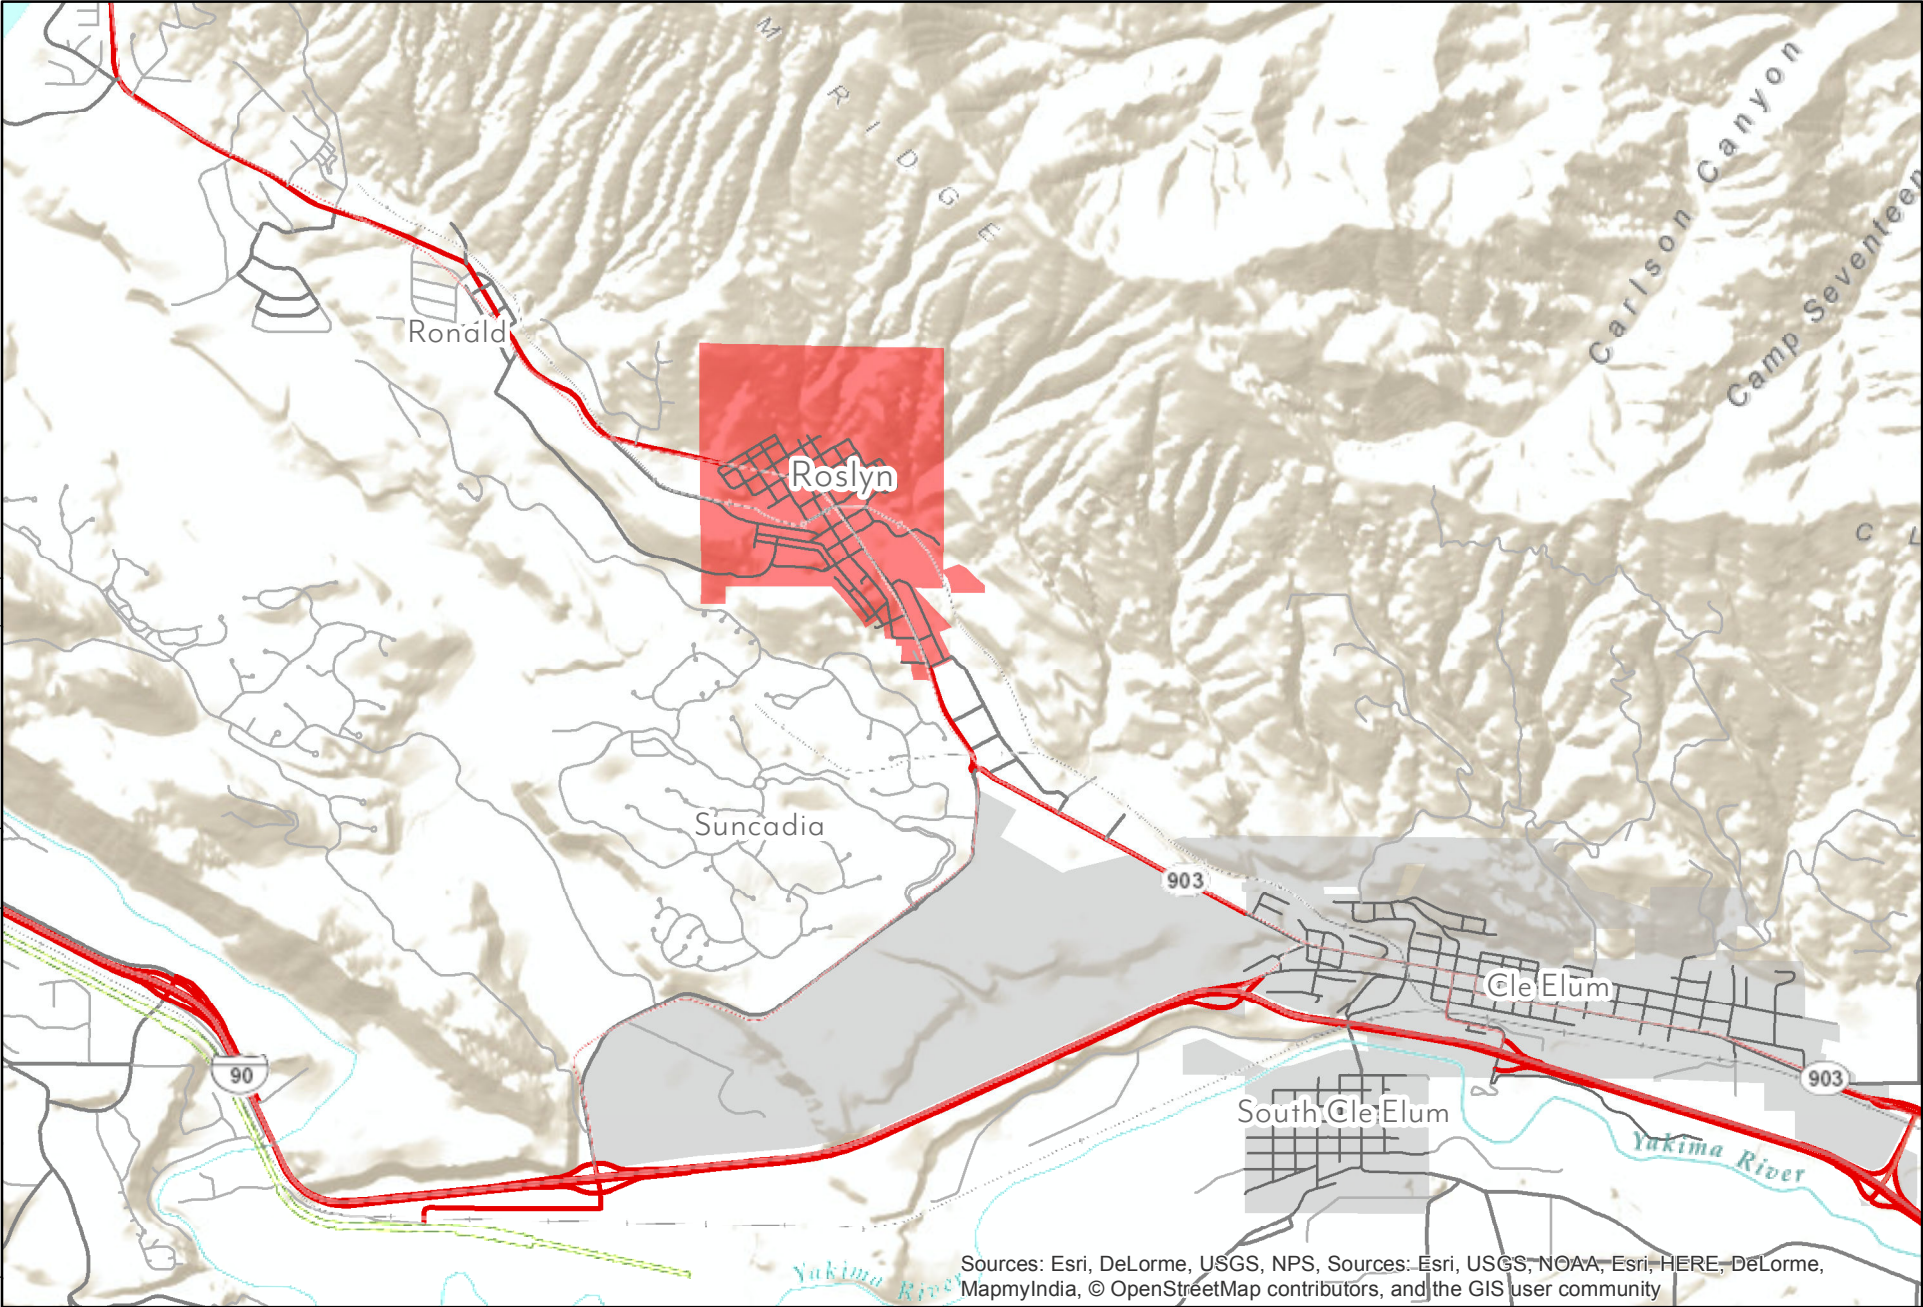 M RIDGE
Carlson Canyon
Camp Seventeen
Ronald
Roslyn
C L
Suncadia
903
Cle Elum
90
903
South Cle Elum
Yakima River
Yakima River
Sources: Esri, DeLorme, USGS, NPS, Sources: Esri, USGS, NOAA, Esri, HERE, DeLorme,
MapmyIndia, © OpenStreetMap contributors, and the GIS user community